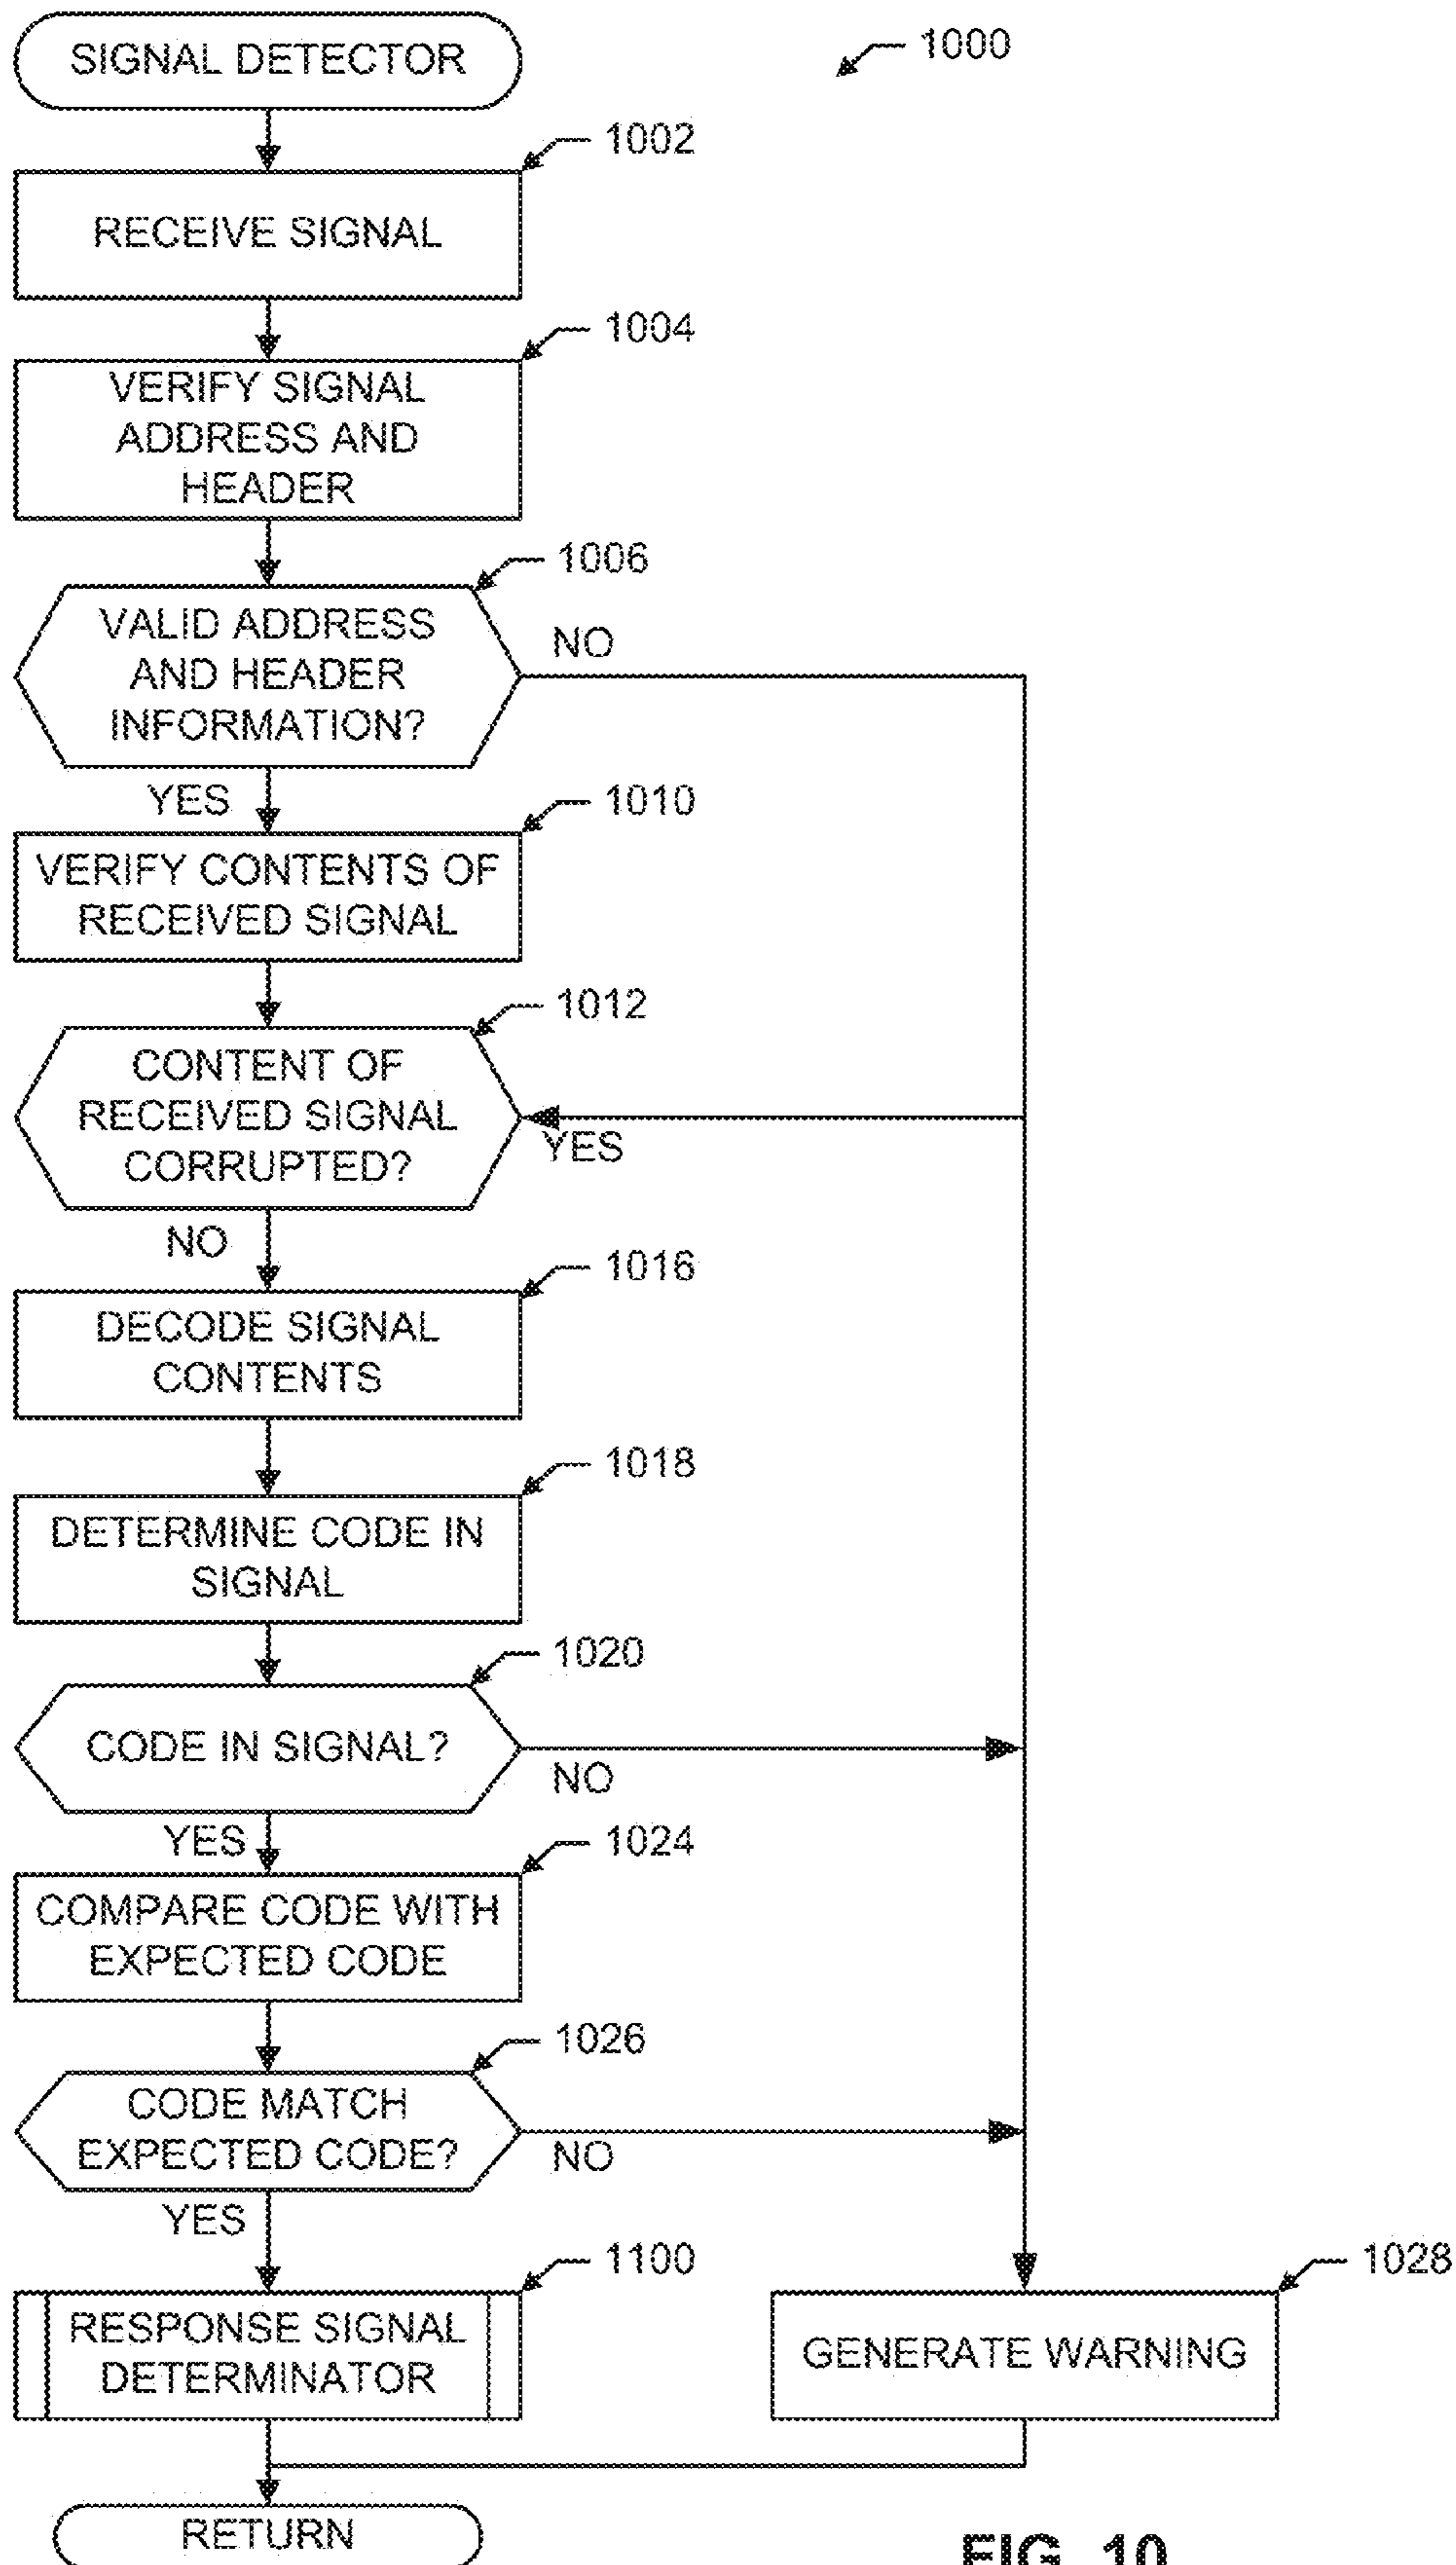 SIGNAL DETECTOR
1000
1002
RECEIVE SIGNAL
1004
VERIFY SIGNAL
ADDRESS AND
HEADER
1006
VALID ADDRESS
AND HEADER
INFORMATION?
NO
YES
1010
VERIFY CONTENTS OF
RECEIVED SIGNAL
1012
CONTENT OF
RECEIVED SIGNAL
CORRUPTED?
YES
NO
1016
DECODE SIGNAL
CONTENTS
1018
DETERMINE CODE IN
SIGNAL
1020
CODE IN SIGNAL?
NO
YES
1024
COMPARE CODE WITH
EXPECTED CODE
1026
CODE MATCH
EXPECTED CODE?
NO
YES
1100
RESPONSE SIGNAL
DETERMINATOR
1028
GENERATE WARNING
RETURN
FIG. 10